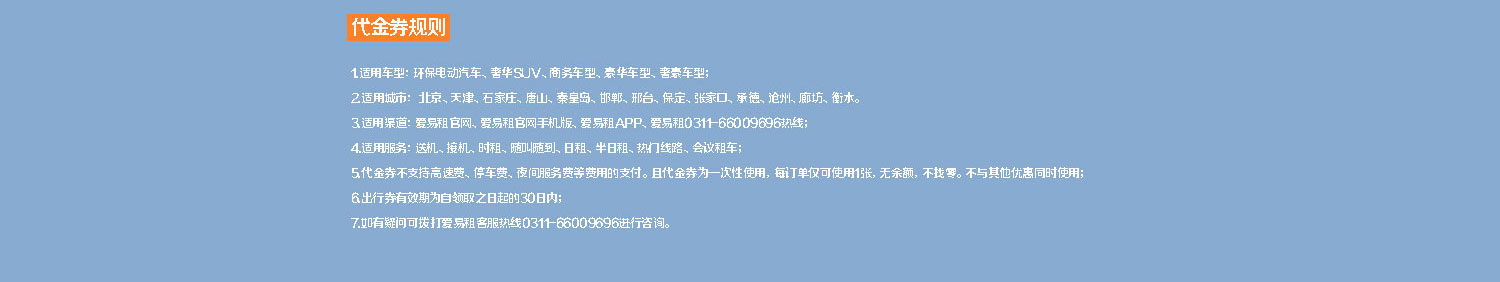 代金券规则
1.适用车型：环保电动汽车、奢华SUV、商务车型、豪华车型、奢豪车型；
2.适用城市： 北京、天津、石家庄、唐山、秦皇岛、邯郸、邢台、保定、张家口、承德、沧州、廊坊、衡水。
3.适用渠道：爱易租官网、爱易租官网手机版、爱易租APP、爱易租0311-66009696热线；
4.适用服务：送机、接机、时租、随叫随到、日租、半日租、热门线路、会议租车；
5.代金券不支持高速费、停车费、夜间服务费等费用的支付。且代金券为一次性使用，每订单仅可使用1张，无余额，不找零。不与其他优惠同时使用；
6.出行券有效期为自领取之日起的30日内；
7.如有疑问可拨打爱易租客服热线0311-66009696进行咨询。